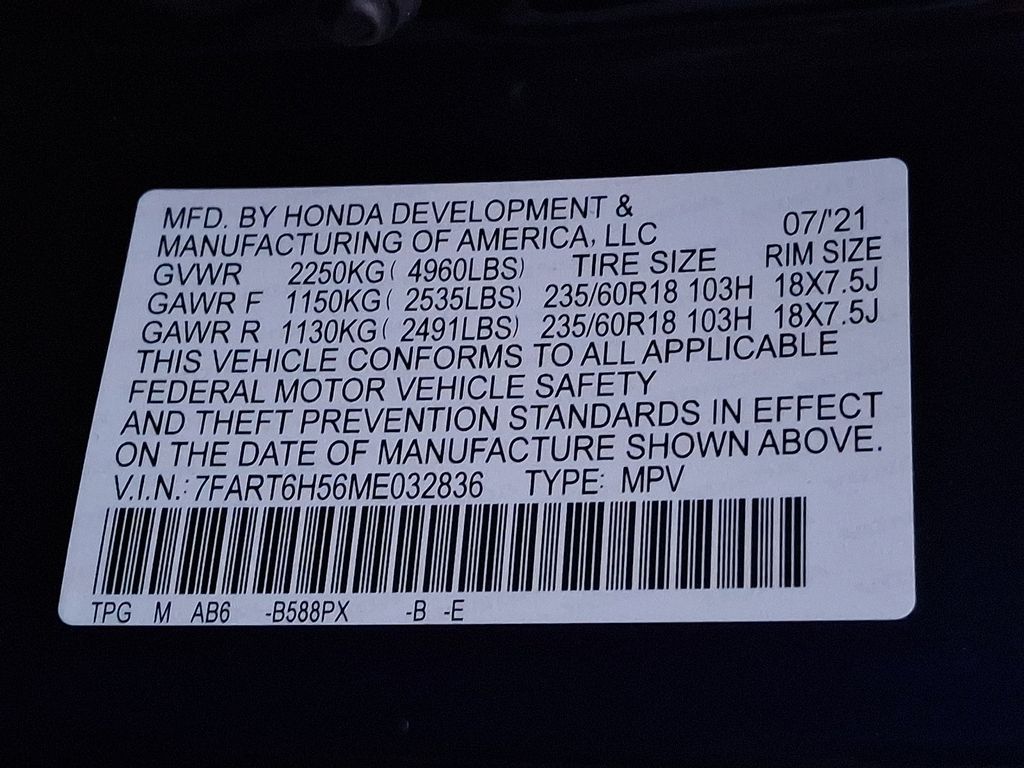 MFD. BY HONDA DEVELOPMENT &
MANUFACTURING OF AMERICA, LLC 07/'21
GVWR 2250KG( 4960LBS) TIRE SIZE RIM SIZE
GAWR F 1150KG( 2535LBS) 235/60R18 103H 18X7.5J
GAWR R 1130KG( 2491LBS) 235/60R18 103H 18X7.5J
THIS VEHICLE CONFORMS TO ALL APPLICABLE
FEDERAL MOTOR VEHICLE SAFETY
AND THEFT PREVENTION STANDARDS IN EFFECT
ON THE DATE OF MANUFACTURE SHOWN ABOVE.
V.I.N.: 7FART6H56ME032836 TYPE: MPV
TPG M AB6 -B588PX -B -E